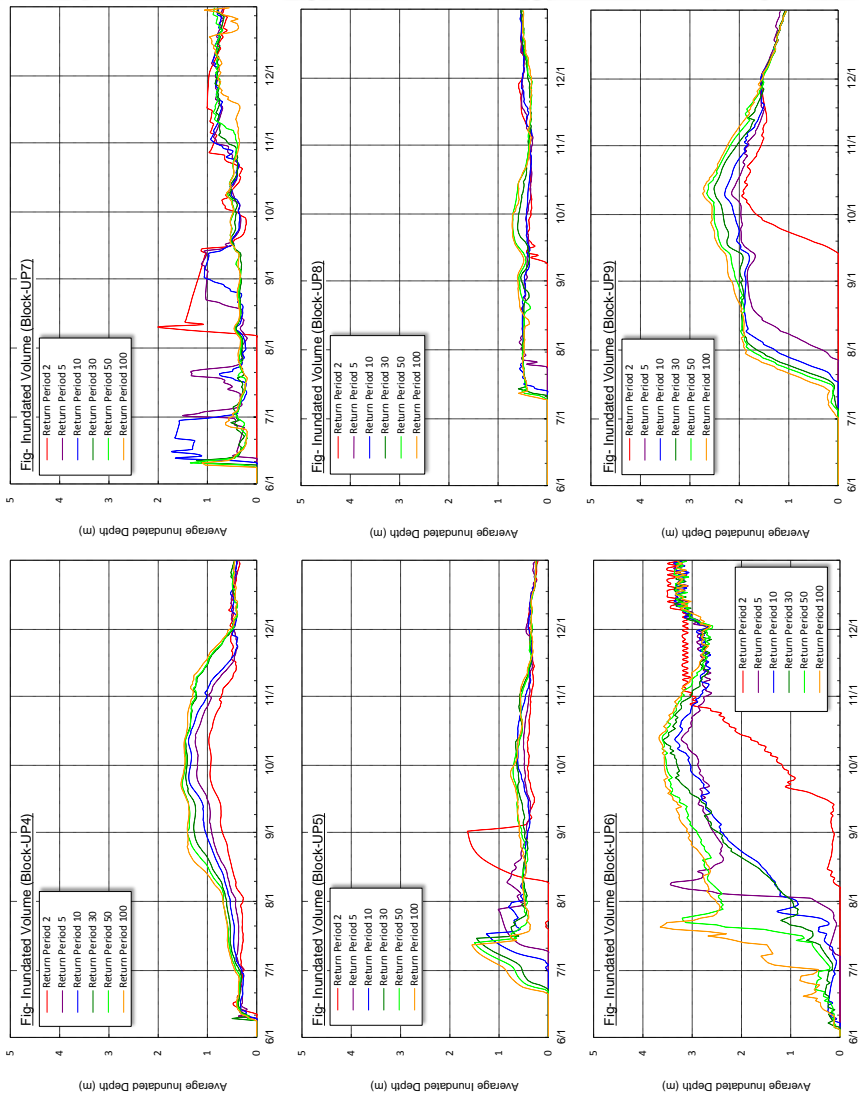 Fig- Inundated Volume (Block-UP4)
Average Inundated Depth (m)
5
4
3
2
1
0
6/1
7/1
8/1
9/1
10/1
11/1
12/1
Return Period 2
Return Period 5
Return Period 10
Return Period 30
Return Period 50
Return Period 100
Fig- Inundated Volume (Block-UP7)
Average Inundated Depth (m)
5
4
3
2
1
0
6/1
7/1
8/1
9/1
10/1
11/1
12/1
Return Period 2
Return Period 5
Return Period 10
Return Period 30
Return Period 50
Return Period 100
Fig- Inundated Volume (Block-UP5)
Average Inundated Depth (m)
5
4
3
2
1
0
6/1
7/1
8/1
9/1
10/1
11/1
12/1
Return Period 2
Return Period 5
Return Period 10
Return Period 30
Return Period 50
Return Period 100
Fig- Inundated Volume (Block-UP8)
Average Inundated Depth (m)
5
4
3
2
1
0
6/1
7/1
8/1
9/1
10/1
11/1
12/1
Return Period 2
Return Period 5
Return Period 10
Return Period 30
Return Period 50
Return Period 100
Fig- Inundated Volume (Block-UP6)
Average Inundated Depth (m)
5
4
3
2
1
0
6/1
7/1
8/1
9/1
10/1
11/1
12/1
Return Period 2
Return Period 5
Return Period 10
Return Period 30
Return Period 50
Return Period 100
Fig- Inundated Volume (Block-UP9)
Average Inundated Depth (m)
5
4
3
2
1
0
6/1
7/1
8/1
9/1
10/1
11/1
12/1
Return Period 2
Return Period 5
Return Period 10
Return Period 30
Return Period 50
Return Period 100